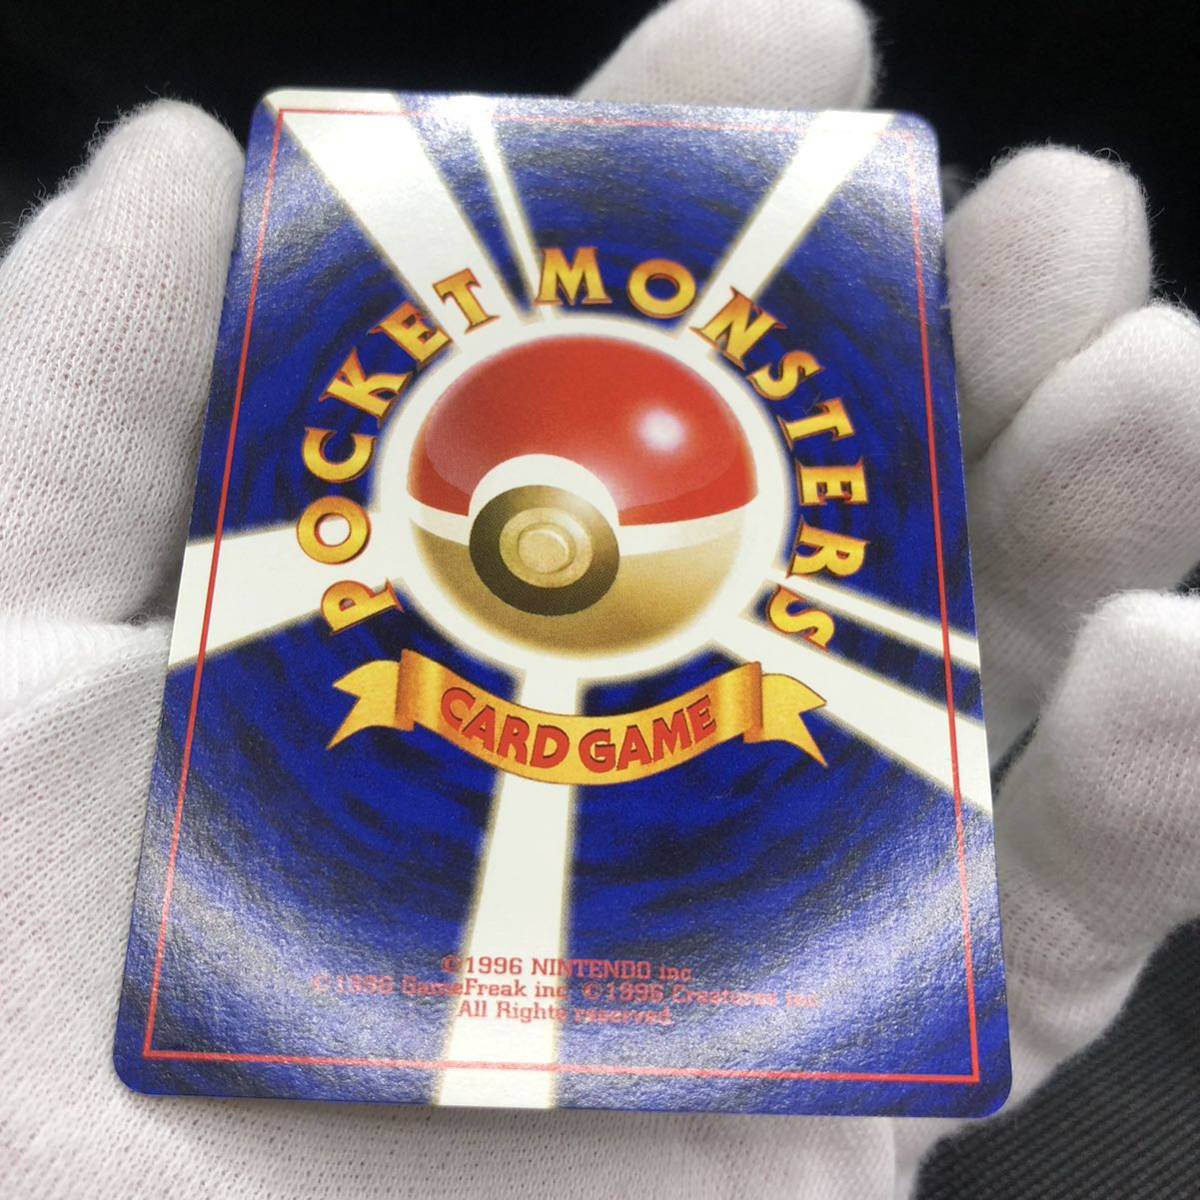 POCKET MONSTERS
CARD GAME
©1996 NINTENDO inc
©1996 GameFreak inc ©1996 Creatures inc
All Rights reserved.